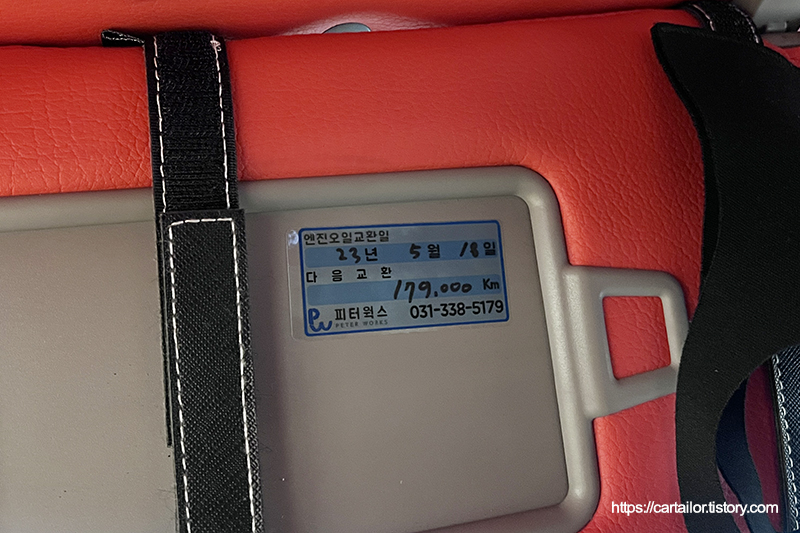 엔진오일교환일
23년 5월 18일
다음교환
179,000 Km
PW 피터웍스 031-338-5179
PETER WORKS
https://cartailor.tistory.com